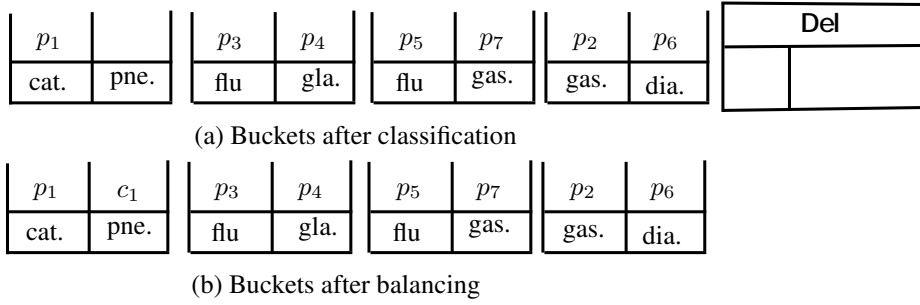 p1 p3 p4 p5 p7 p2 p6 Del
cat. pne. flu gla. flu gas. gas. dia.
(a) Buckets after classification
p1 c1 p3 p4 p5 p7 p2 p6
cat. pne. flu gla. flu gas. gas. dia.
(b) Buckets after balancing